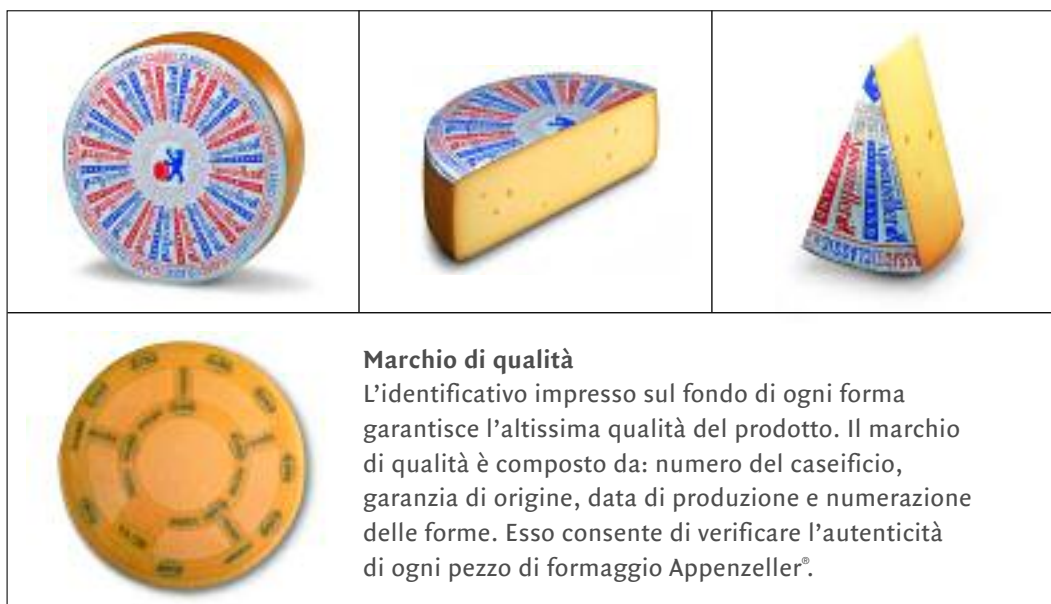 Marchio di qualità
L’identificativo impresso sul fondo di ogni forma
garantisce l’altissima qualità del prodotto. Il marchio
di qualità è composto da: numero del caseificio,
garanzia di origine, data di produzione e numerazione
delle forme. Esso consente di verificare l’autenticità
di ogni pezzo di formaggio Appenzeller®.